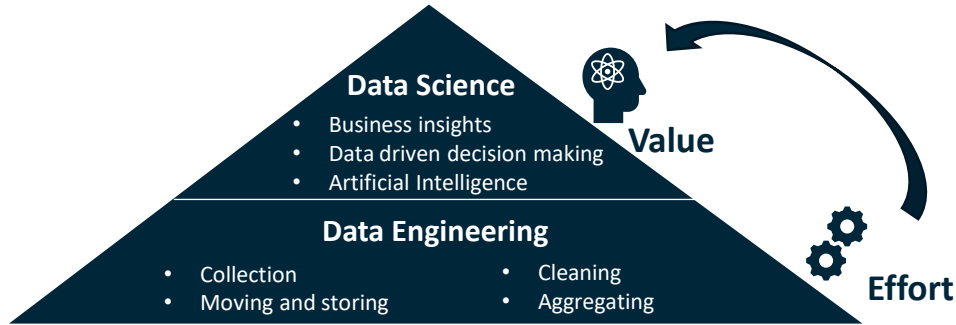 Data Science
• Business insights
• Data driven decision making
• Artificial Intelligence
Value
Data Engineering
• Collection
• Moving and storing
• Cleaning
• Aggregating
Effort